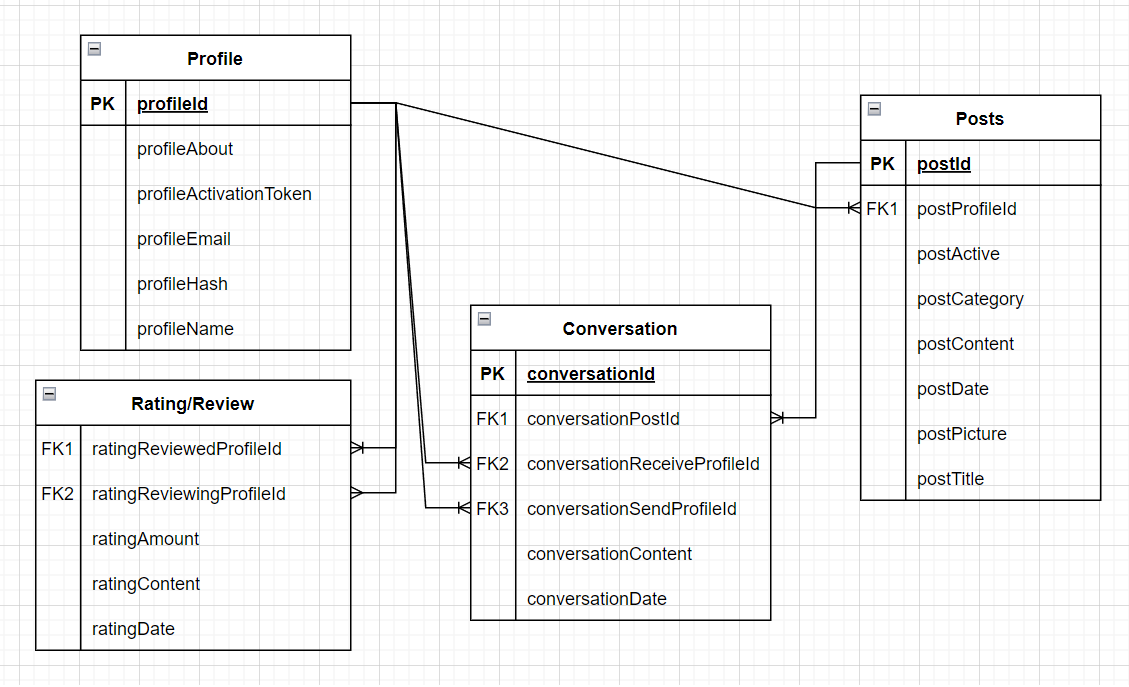 Profile
PK profileId
profileAbout
profileActivationToken
profileEmail
profileHash
profileName
Rating/Review
FK1 ratingReviewedProfileId
FK2 ratingReviewingProfileId
ratingAmount
ratingContent
ratingDate
Conversation
PK conversationId
FK1 conversationPostId
FK2 conversationReceiveProfileId
FK3 conversationSendProfileId
conversationContent
conversationDate
Posts
PK postId
FK1 postProfileId
postActive
postCategory
postContent
postDate
postPicture
postTitle